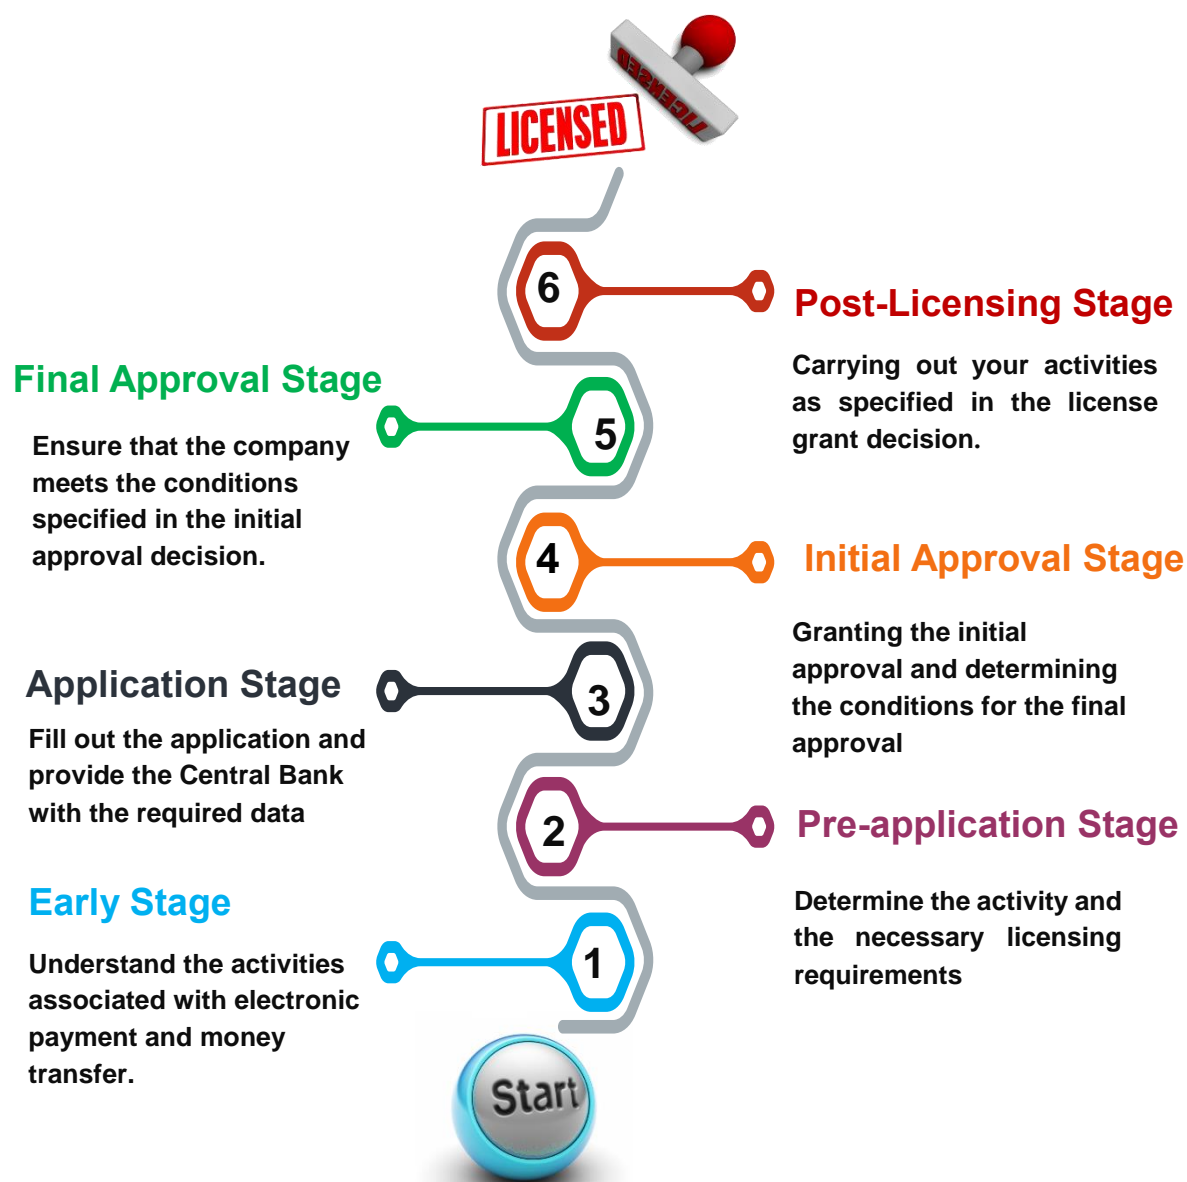 LICENSED
LICENSED
6
Post-Licensing Stage
Carrying out your activities
as specified in the license
grant decision.
Final Approval Stage
5
Ensure that the company
meets the conditions
specified in the initial
approval decision.
4
Initial Approval Stage
Granting the initial
approval and determining
the conditions for the final
approval
Application Stage
3
Fill out the application and
provide the Central Bank
with the required data
2
Pre-application Stage
Determine the activity and
the necessary licensing
requirements
Early Stage
1
Understand the activities
associated with electronic
payment and money
transfer.
Start